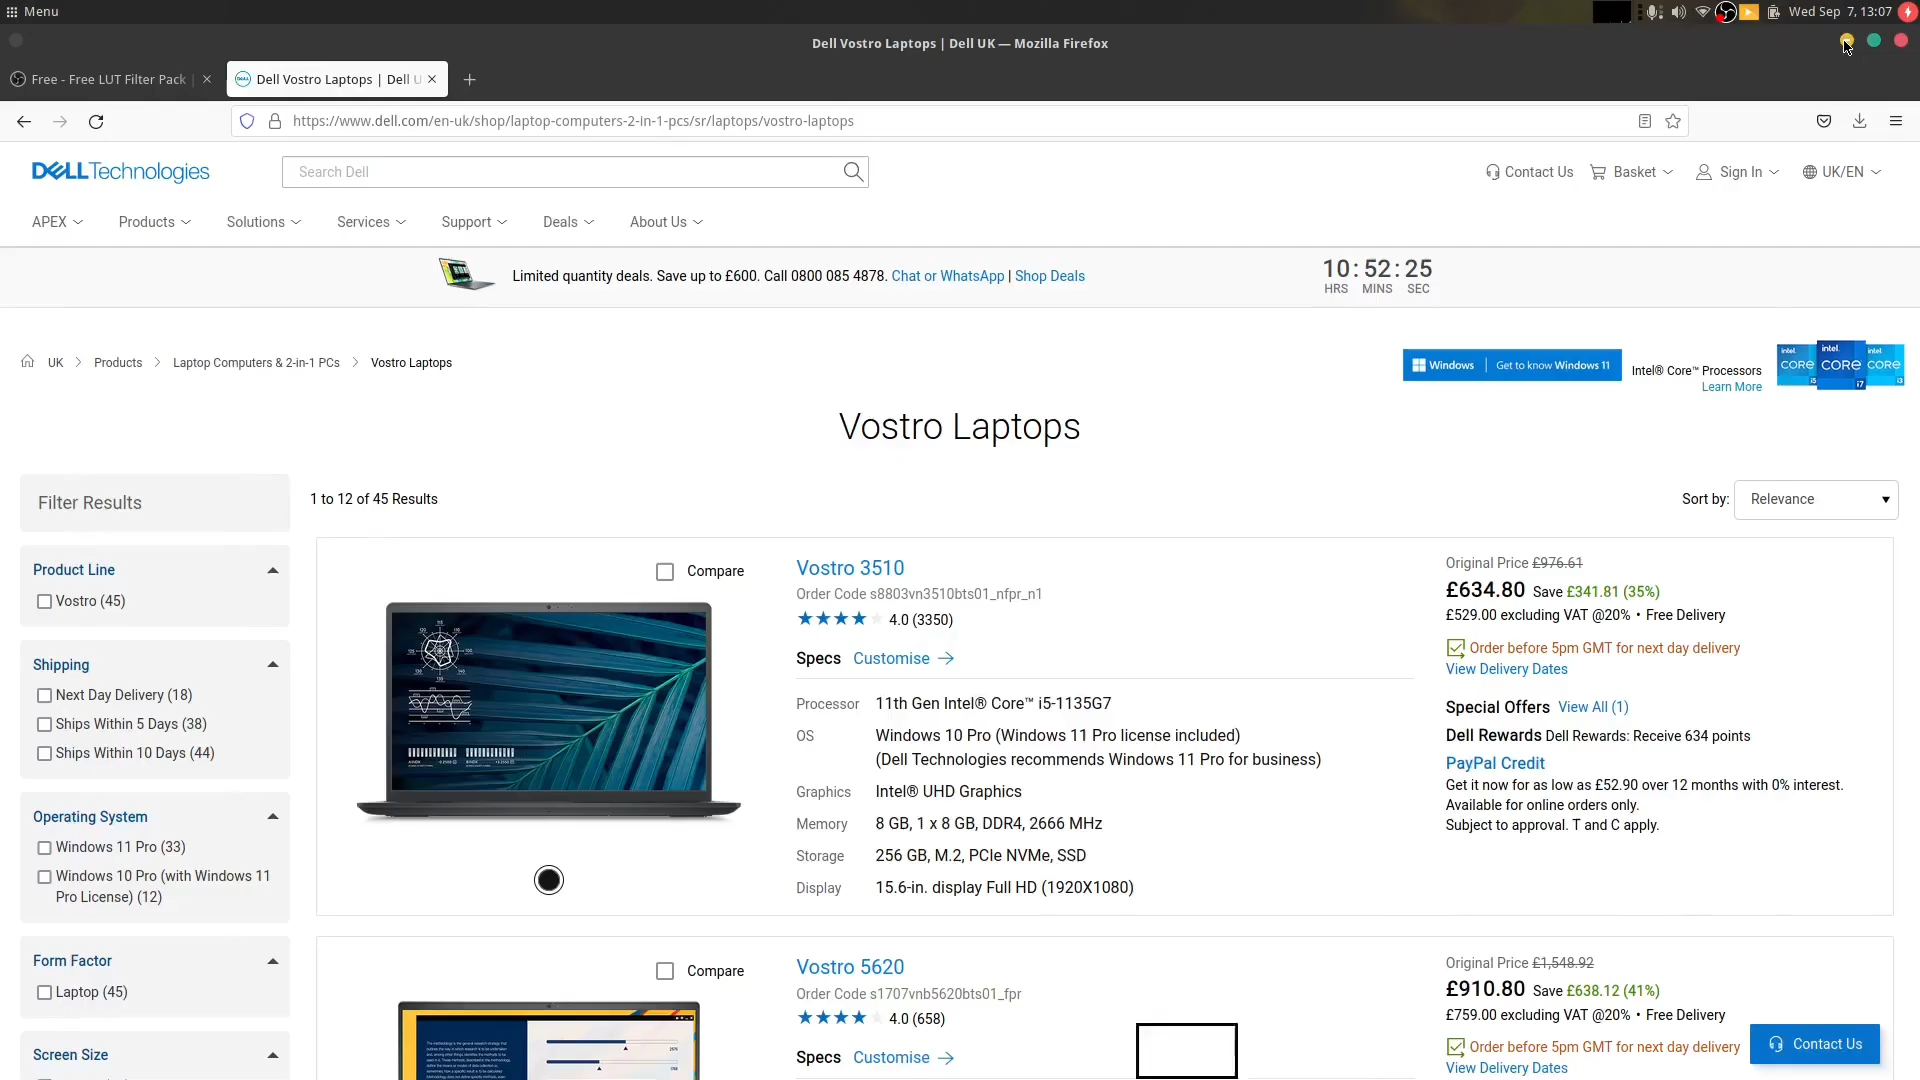 Menu
Wed Sep 7, 13:07
Dell Vostro Laptops | Dell UK — Mozilla Firefox
Free - Free LUT Filter Pack
Dell Vostro Laptops | Dell U
https://www.dell.com/en-uk/shop/laptop-computers-2-in-1-pcs/sr/laptops/vostro-laptops
DELL Technologies
Search Dell
Contact Us
Basket
Sign In
UK/EN
APEX
Products
Solutions
Services
Support
Deals
About Us
Limited quantity deals. Save up to £600. Call 0800 085 4878. Chat or WhatsApp | Shop Deals
10 : 52 : 25
HRS MINS SEC
UK
Products
Laptop Computers & 2-in-1 PCs
Vostro Laptops
Windows | Get to know Windows 11
Intel® Core™ Processors
Learn More
intel. CORE i5
intel. CORE i7
intel. CORE i3
Vostro Laptops
Filter Results
1 to 12 of 45 Results
Sort by: Relevance
Product Line
Vostro (45)
Shipping
Next Day Delivery (18)
Ships Within 5 Days (38)
Ships Within 10 Days (44)
Operating System
Windows 11 Pro (33)
Windows 10 Pro (with Windows 11
Pro License) (12)
Form Factor
Laptop (45)
Screen Size
Compare
Vostro 3510
Order Code s8803vn3510bts01_nfpr_n1
4.0 (3350)
Specs Customise
Processor 11th Gen Intel® Core™ i5-1135G7
OS Windows 10 Pro (Windows 11 Pro license included)
(Dell Technologies recommends Windows 11 Pro for business)
Graphics Intel® UHD Graphics
Memory 8 GB, 1 x 8 GB, DDR4, 2666 MHz
Storage 256 GB, M.2, PCIe NVMe, SSD
Display 15.6-in. display Full HD (1920X1080)
Original Price £976.61
£634.80 Save £341.81 (35%)
£529.00 excluding VAT @20% • Free Delivery
Order before 5pm GMT for next day delivery
View Delivery Dates
Special Offers View All (1)
Dell Rewards Dell Rewards: Receive 634 points
PayPal Credit
Get it now for as low as £52.90 over 12 months with 0% interest.
Available for online orders only.
Subject to approval. T and C apply.
Compare
Vostro 5620
Order Code s1707vnb5620bts01_fpr
4.0 (658)
Specs Customise
Original Price £1,548.92
£910.80 Save £638.12 (41%)
£759.00 excluding VAT @20% • Free Delivery
Order before 5pm GMT for next day delivery
View Delivery Dates
Contact Us